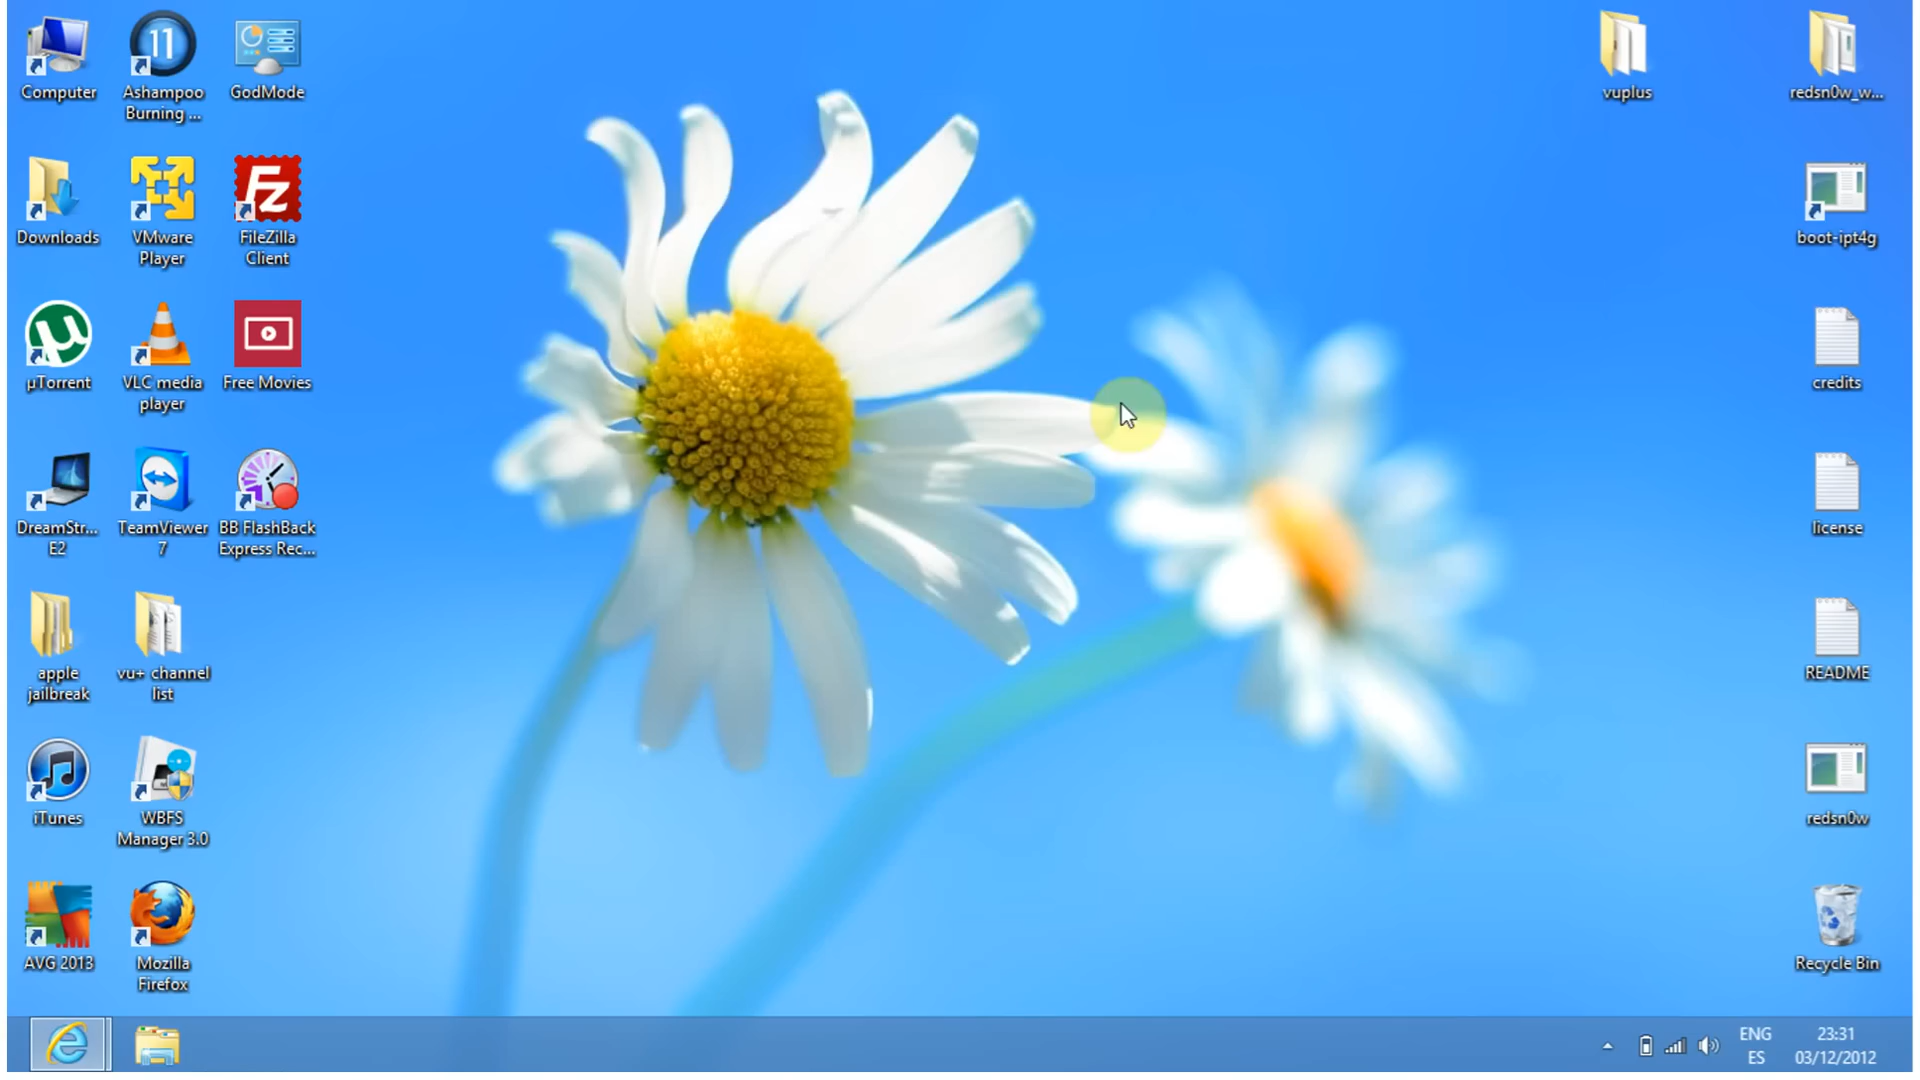 Computer
Ashampoo
Burning ...
GodMode
vuplus
redsn0w_w...
11
Downloads
VMware
Player
Fz
FileZilla
Client
boot-ipt4g
µ
µTorrent
VLC media
player
Free Movies
credits
DreamStr...
E2
TeamViewer
7
BB FlashBack
Express Rec...
license
apple
jailbreak
vu+ channel
list
README
iTunes
WBFS
Manager 3.0
redsn0w
AVG 2013
Mozilla
Firefox
Recycle Bin
ENG
ES
23:31
03/12/2012